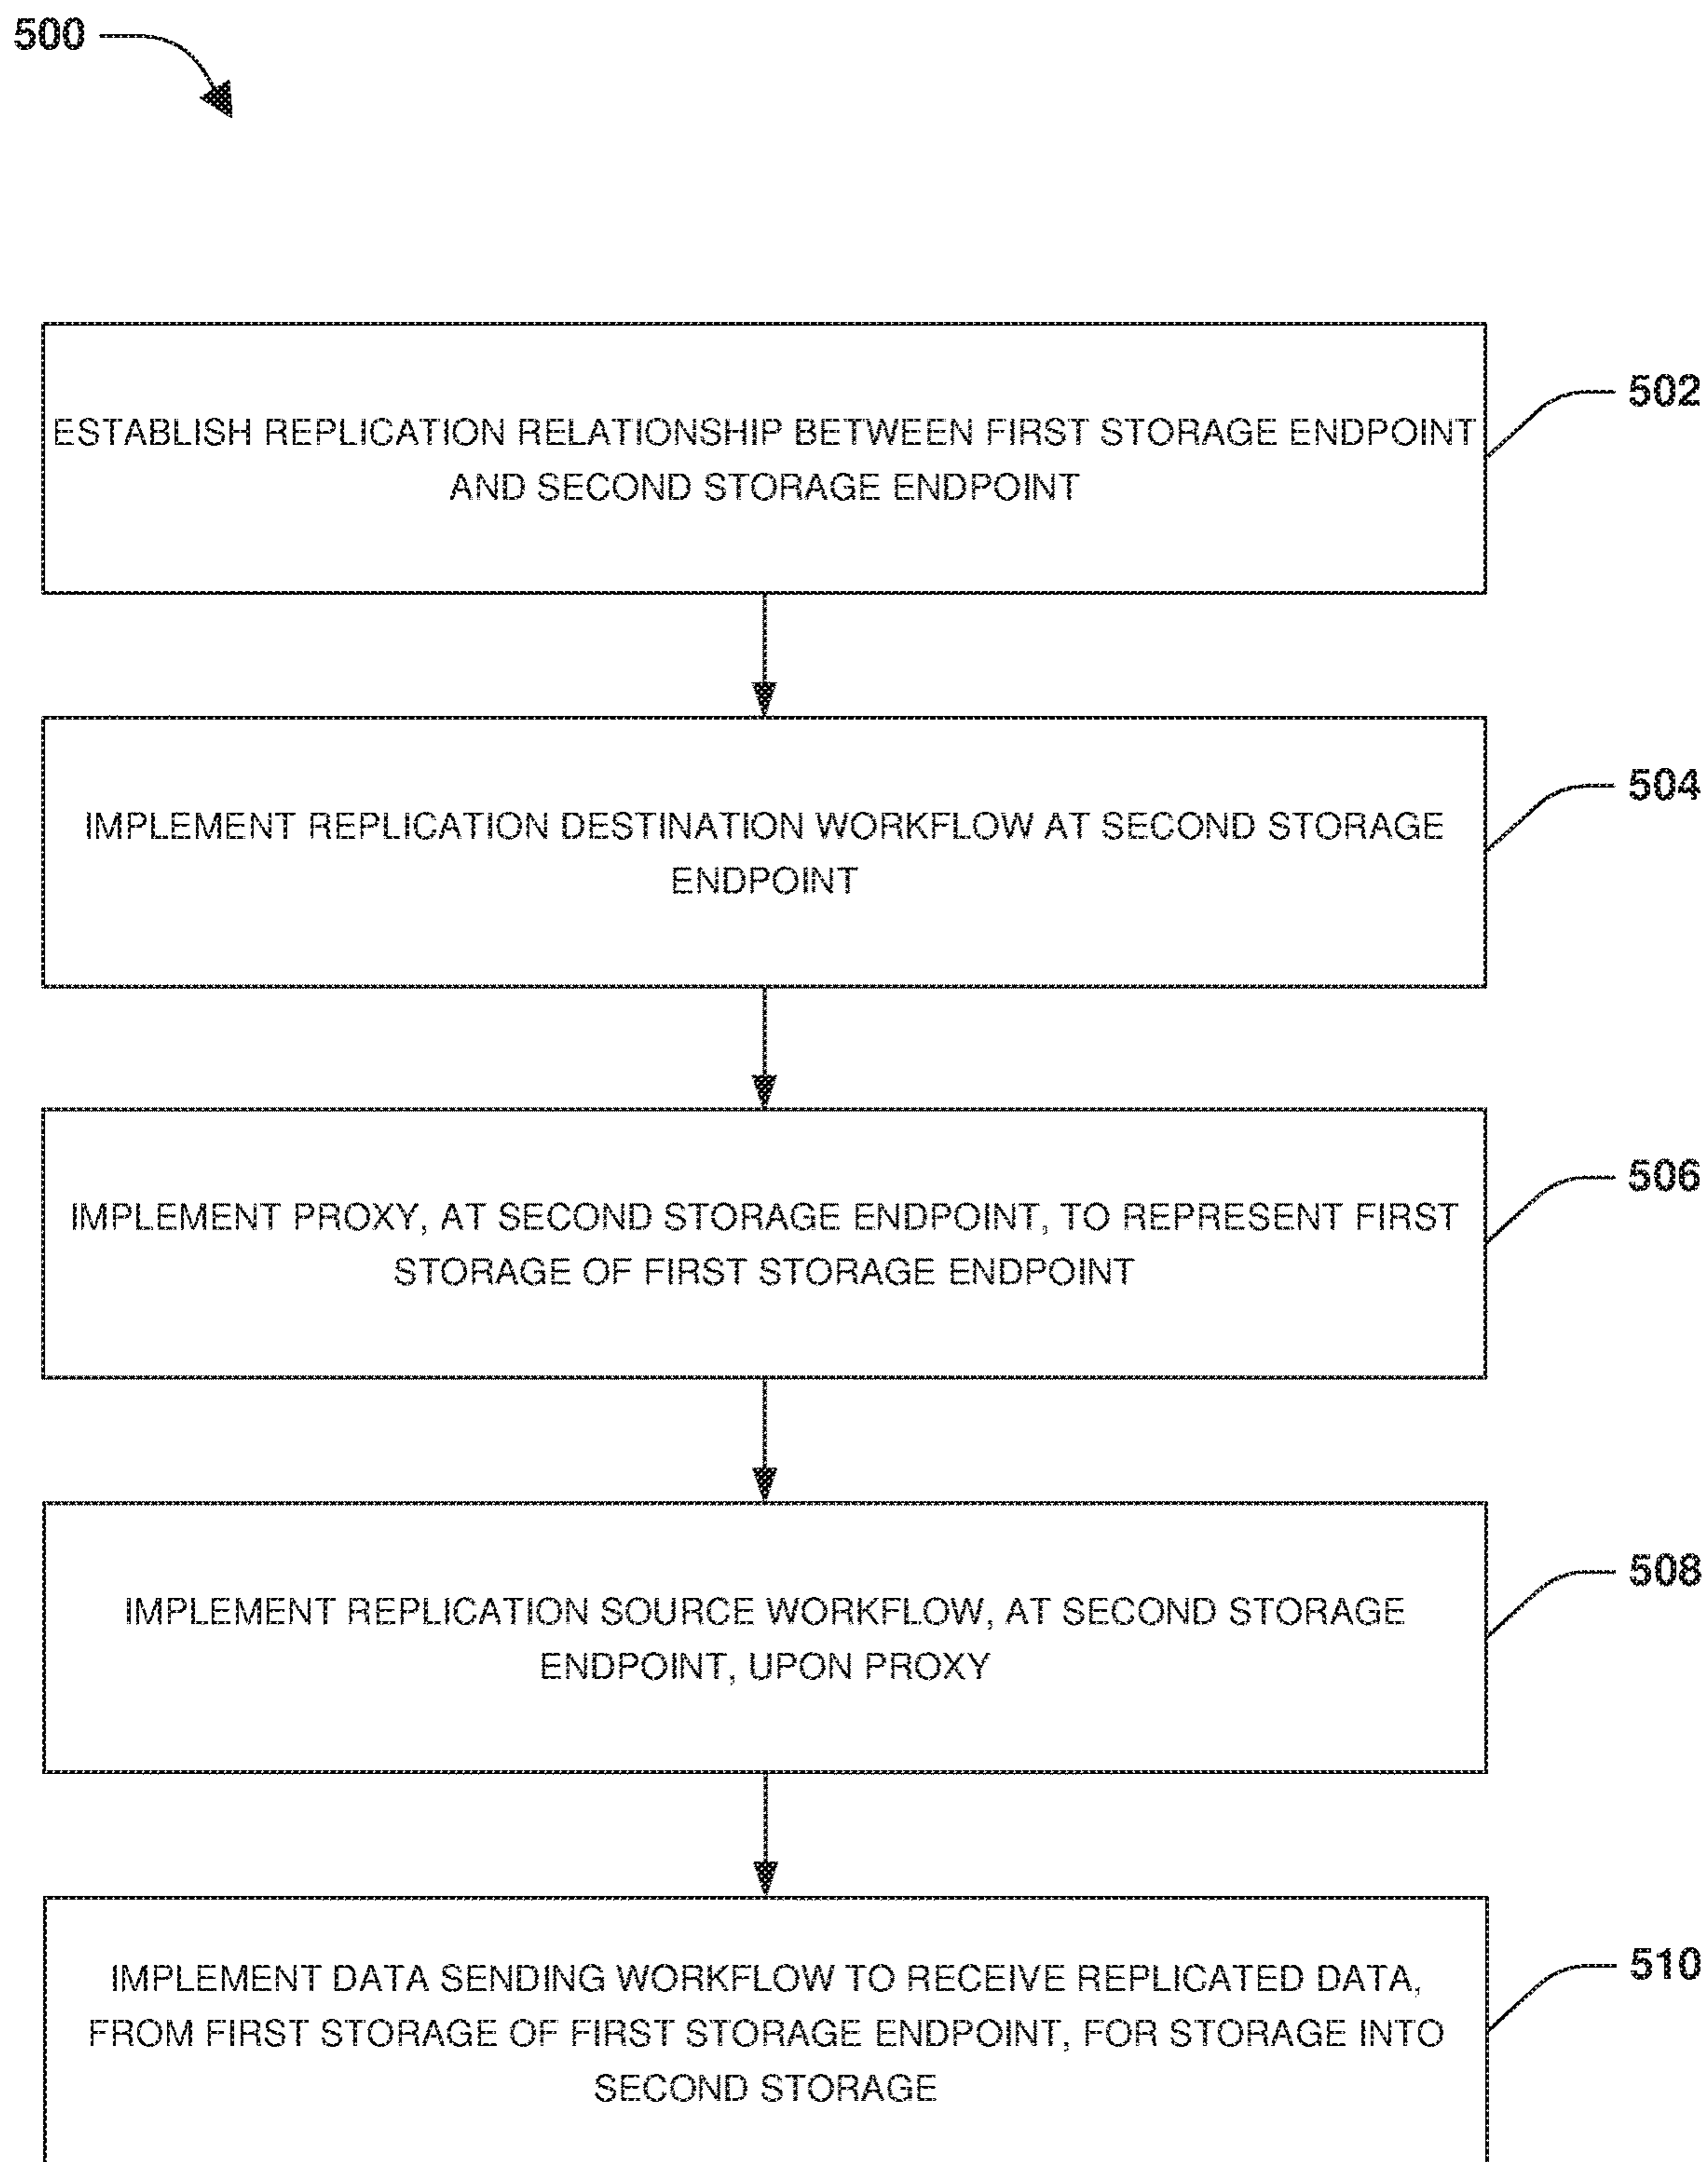 500
ESTABLISH REPLICATION RELATIONSHIP BETWEEN FIRST STORAGE ENDPOINT
AND SECOND STORAGE ENDPOINT
502
IMPLEMENT REPLICATION DESTINATION WORKFLOW AT SECOND STORAGE
ENDPOINT
504
IMPLEMENT PROXY, AT SECOND STORAGE ENDPOINT, TO REPRESENT FIRST
STORAGE OF FIRST STORAGE ENDPOINT
506
IMPLEMENT REPLICATION SOURCE WORKFLOW, AT SECOND STORAGE
ENDPOINT, UPON PROXY
508
IMPLEMENT DATA SENDING WORKFLOW TO RECEIVE REPLICATED DATA,
FROM FIRST STORAGE OF FIRST STORAGE ENDPOINT, FOR STORAGE INTO
SECOND STORAGE
510